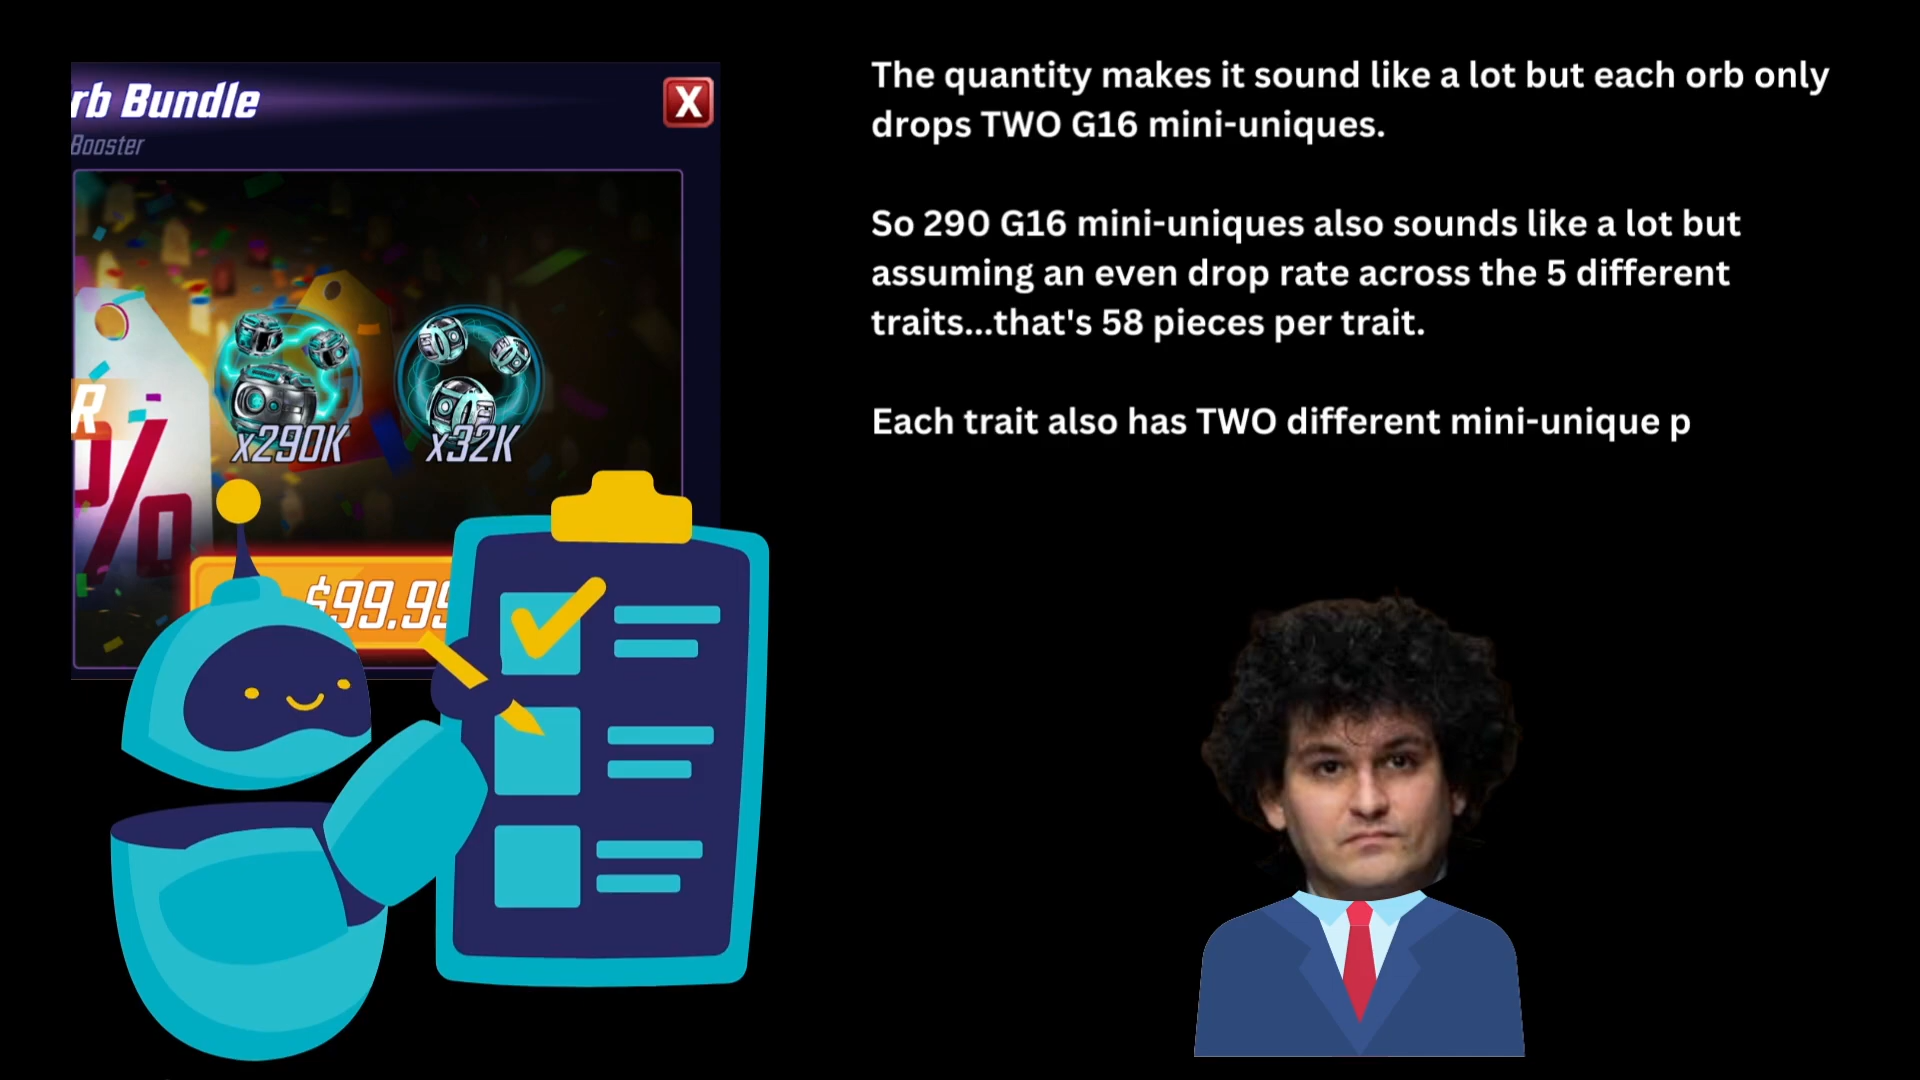 rb Bundle
X
Booster
R
%
x290K
x32K
$99.99
The quantity makes it sound like a lot but each orb only
drops TWO G16 mini-uniques.
So 290 G16 mini-uniques also sounds like a lot but
assuming an even drop rate across the 5 different
traits...that's 58 pieces per trait.
Each trait also has TWO different mini-unique p